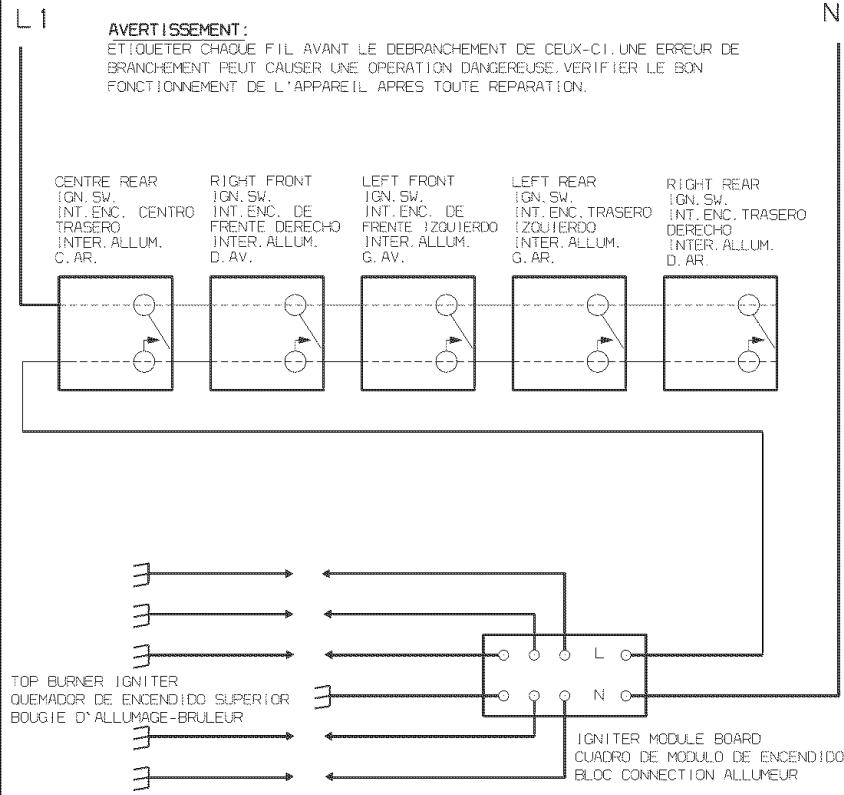 L1
N
AVERTISSEMENT:
ETIQUETER CHAQUE FIL AVANT LE DEBRANCHEMENT DE CEUX-CI. UNE ERREUR DE
BRANCHEMENT PEUT CAUSER UNE OPERATION DANGEREUSE. VERIFIER LE BON
FONCTIONNEMENT DE L'APPAREIL APRES TOUTE REPARATION.
CENTRE REAR
IGN. SW.
INT. ENC. CENTRO
TRASERO
INTER. ALLUM.
C. AR.
RIGHT FRONT
IGN. SW.
INT. ENC. DE
FRENTE DERECHO
INTER. ALLUM.
D. AV.
LEFT FRONT
IGN. SW.
INT. ENC. DE
FRENTE IZQUIERDO
INTER. ALLUM.
G. AV.
LEFT REAR
IGN. SW.
INT. ENC. TRASERO
IZQUIERDO
INTER. ALLUM.
G. AR.
RIGHT REAR
IGN. SW.
INT. ENC. TRASERO
DERECHO
INTER. ALLUM.
D. AR.
L
N
TOP BURNER IGNITER
QUEMADOR DE ENCENDIDO SUPERIOR
BOUGIE D`ALLUMAGE-BRULEUR
IGNITER MODULE BOARD
CUADRO DE MODULO DE ENCENDIDO
BLOC CONNECTION ALLUMEUR